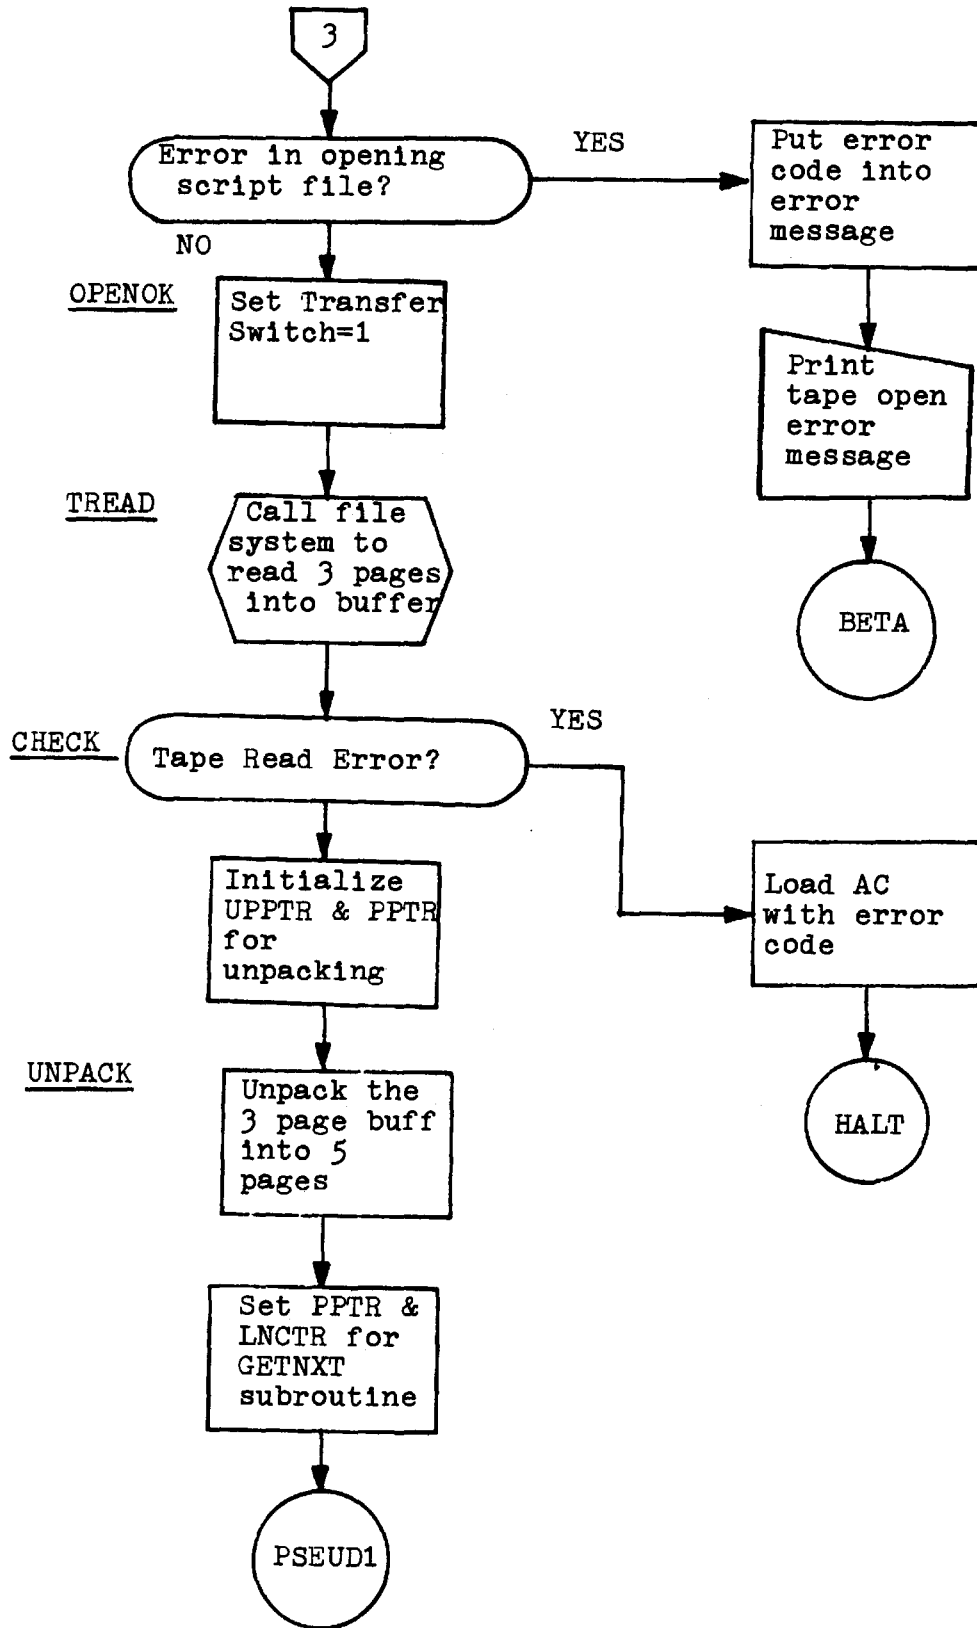 3
Error in opening
script file?
YES
Put error
code into
error
message
NO
OPENOK
Set Transfer
Switch=1
Print
tape open
error
message
TREAD
Call file
system to
read 3 pages
into buffer
BETA
CHECK
Tape Read Error?
YES
Initialize
UPPTR & PPTR
for
unpacking
Load AC
with error
code
UNPACK
Unpack the
3 page buff
into 5
pages
HALT
Set PPTR &
LNCTR for
GETNXT
subroutine
PSEUD1